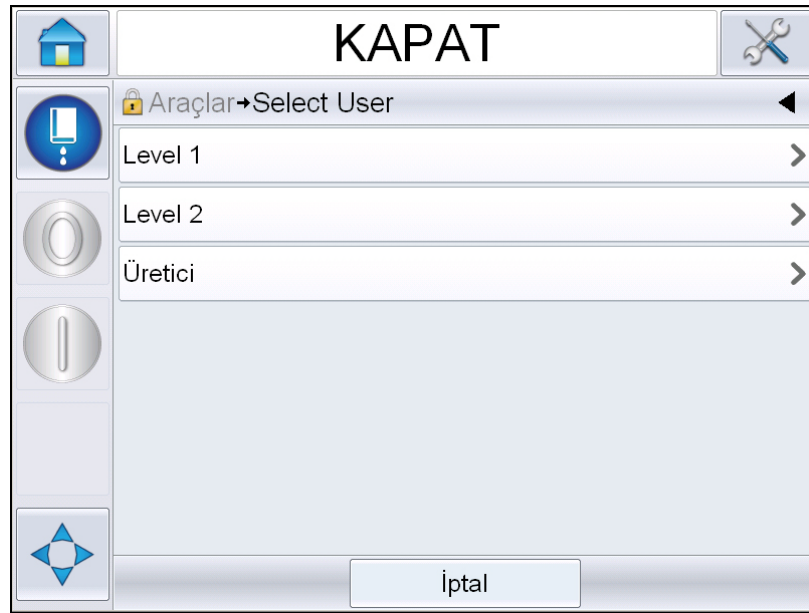 KAPAT
Araçlar→Select User
Level 1
Level 2
Üretici
İptal